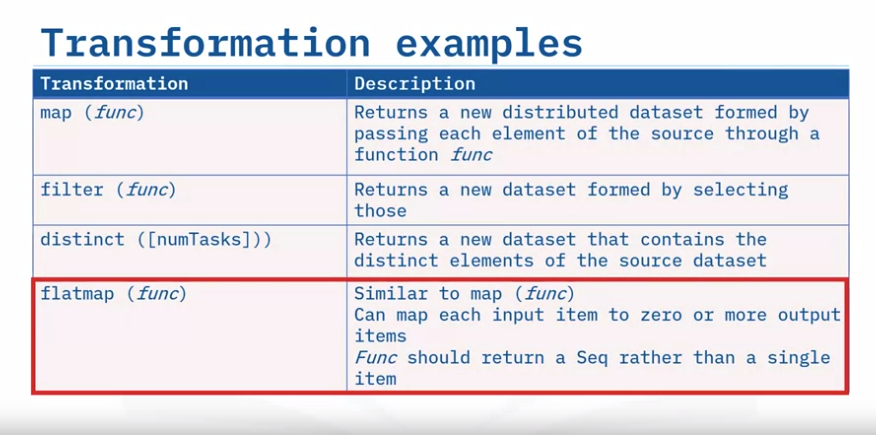 Transformation examples
Transformation Description
map (func) Returns a new distributed dataset formed by
passing each element of the source through a
function func
filter (func) Returns a new dataset formed by selecting
those
distinct ([numTasks])) Returns a new dataset that contains the
distinct elements of the source dataset
flatmap (func) Similar to map (func)
Can map each input item to zero or more output
items
Func should return a Seq rather than a single
item